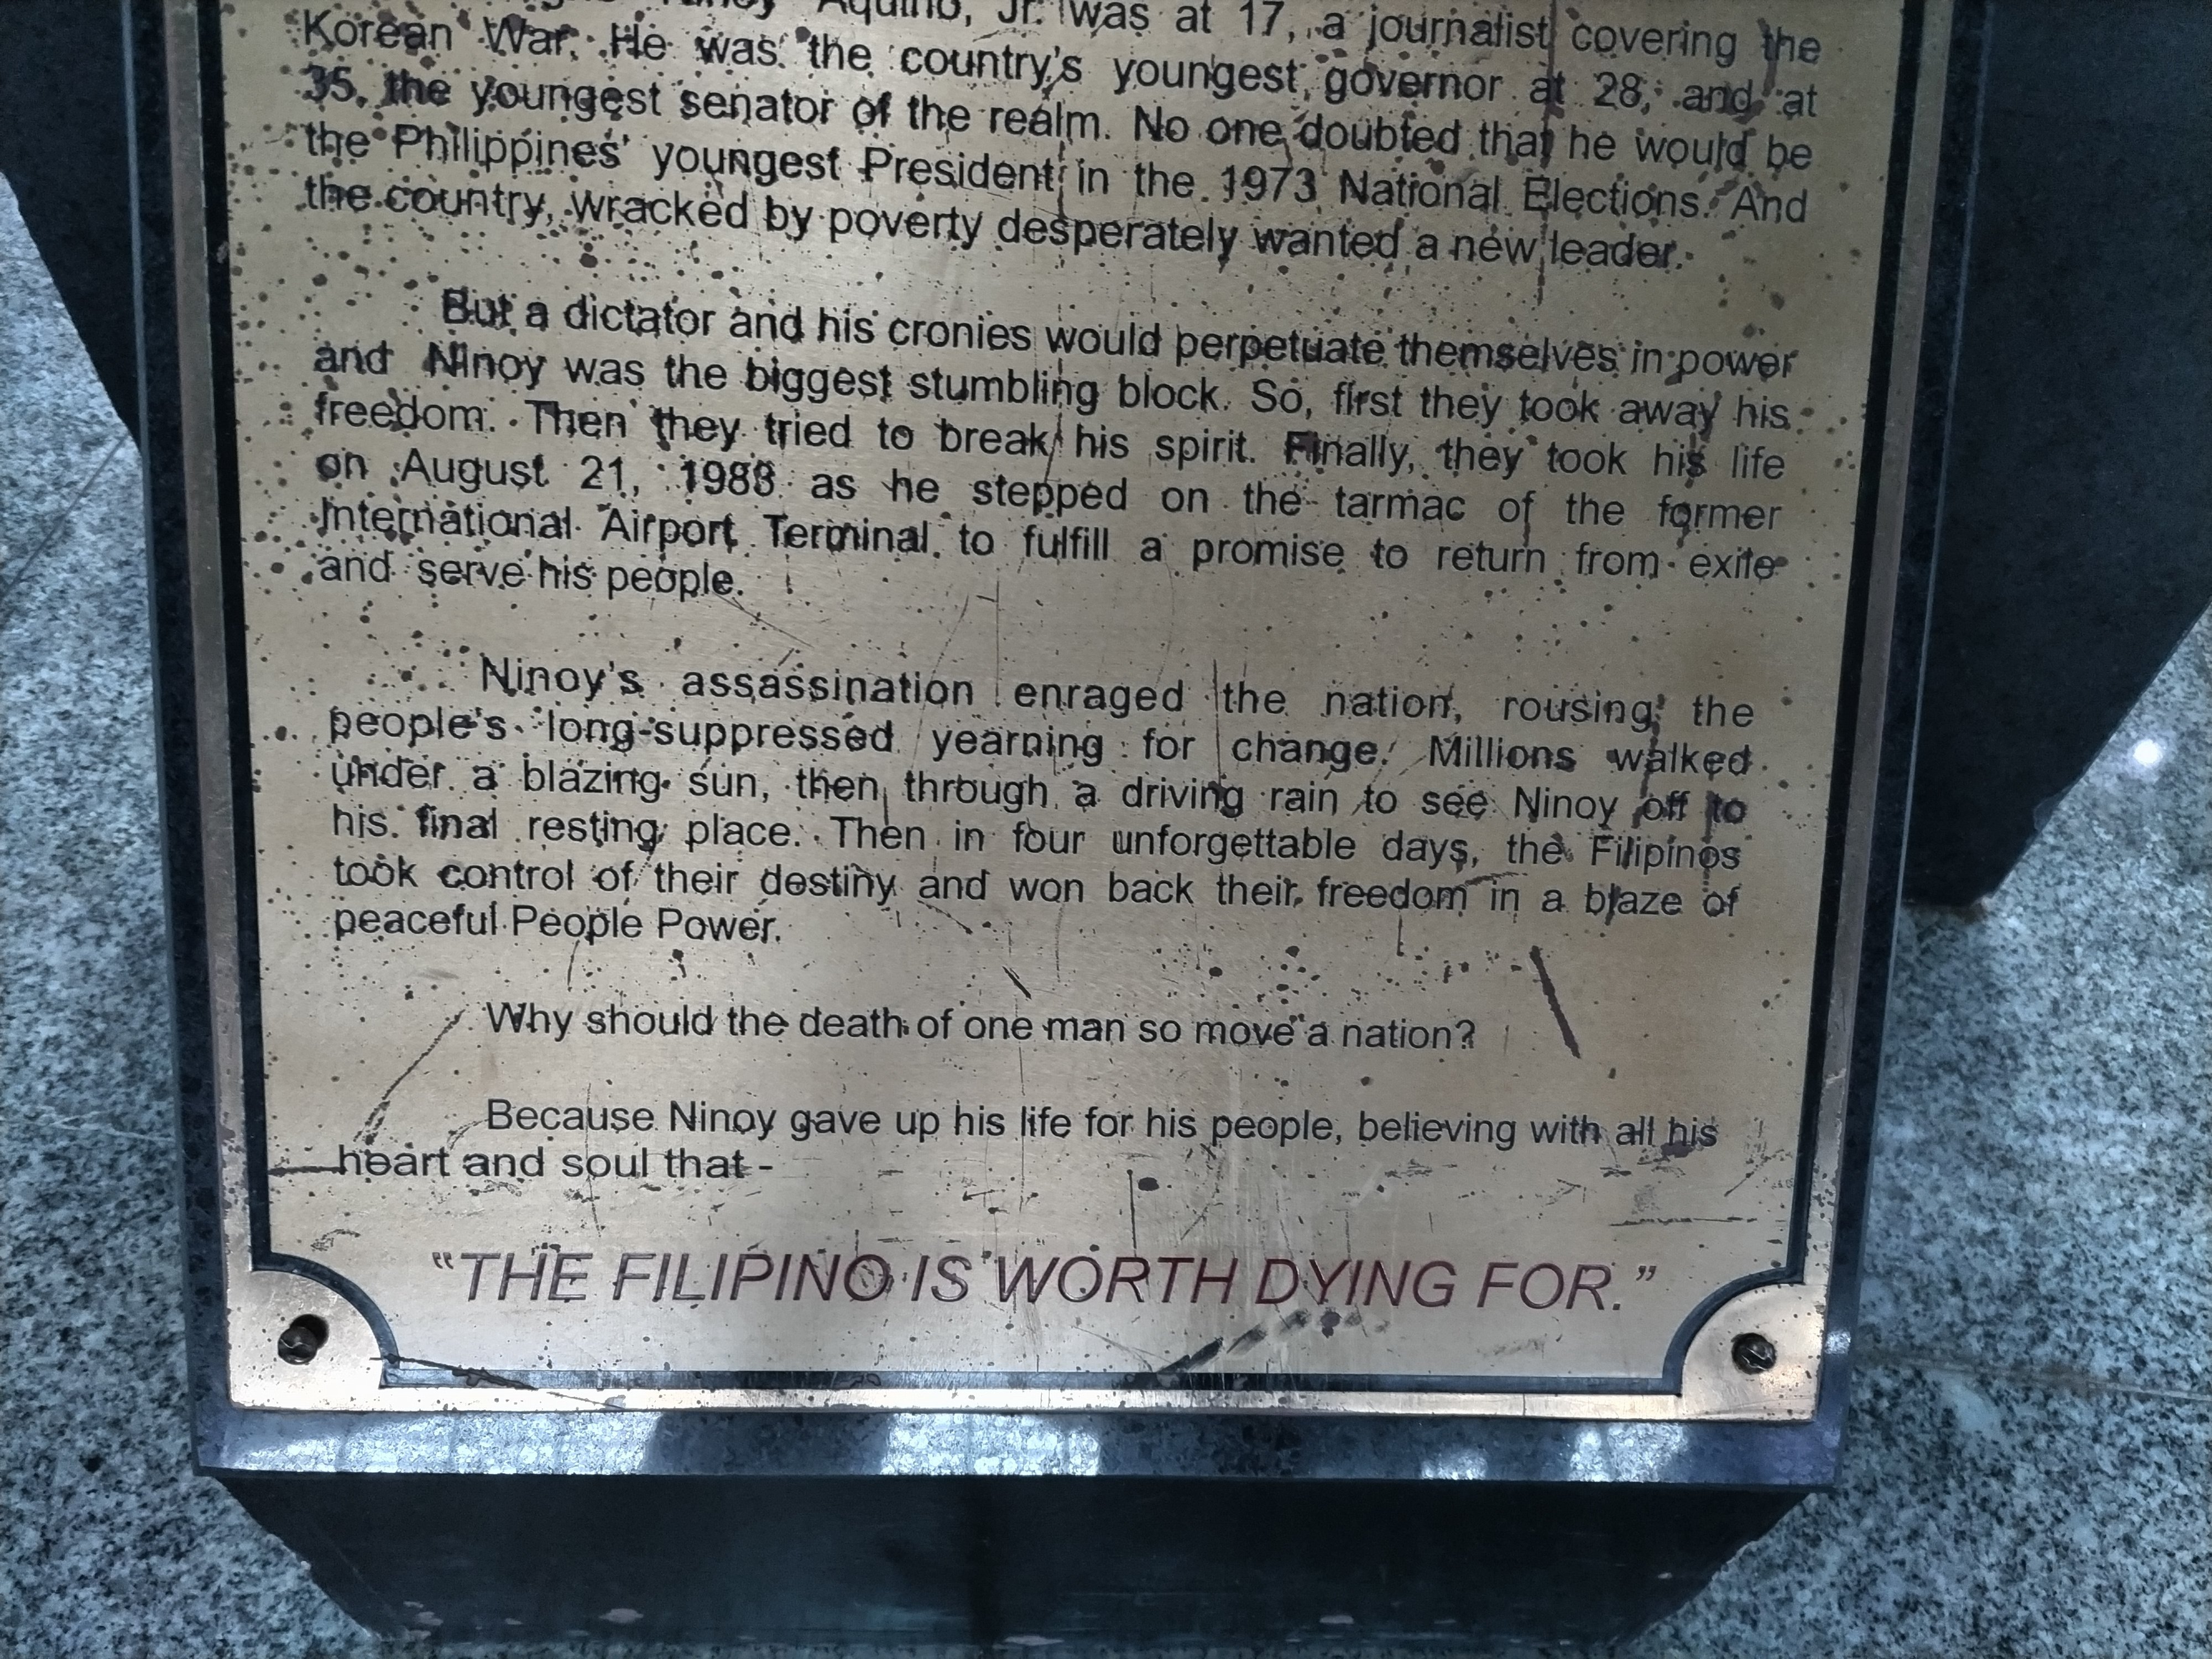 Aquino, Jr. was at 17, a journalist covering the
Korean War. He was the country's youngest governor at 28, and at
35, the youngest senator of the realm. No one doubted that he would be
the Philippines' youngest President in the 1973 National Elections. And
the country, wracked by poverty desperately wanted a new leader.
But a dictator and his cronies would perpetuate themselves in power
and Ninoy was the biggest stumbling block. So, first they took away his
freedom. Then they tried to break his spirit. Finally, they took his life
on August 21, 1983 as he stepped on the tarmac of the former
International Airport Terminal to fulfill a promise to return from exile
and serve his people.
Ninoy's assassination enraged the nation, rousing the
people's long-suppressed yearning for change. Millions walked
under a blazing sun, then through a driving rain to see Ninoy off to
his final resting place. Then in four unforgettable days, the Filipinos
took control of their destiny and won back their freedom in a blaze of
peaceful People Power.
Why should the death of one man so move a nation?
Because Ninoy gave up his life for his people, believing with all his
heart and soul that -
“THE FILIPINO IS WORTH DYING FOR.”